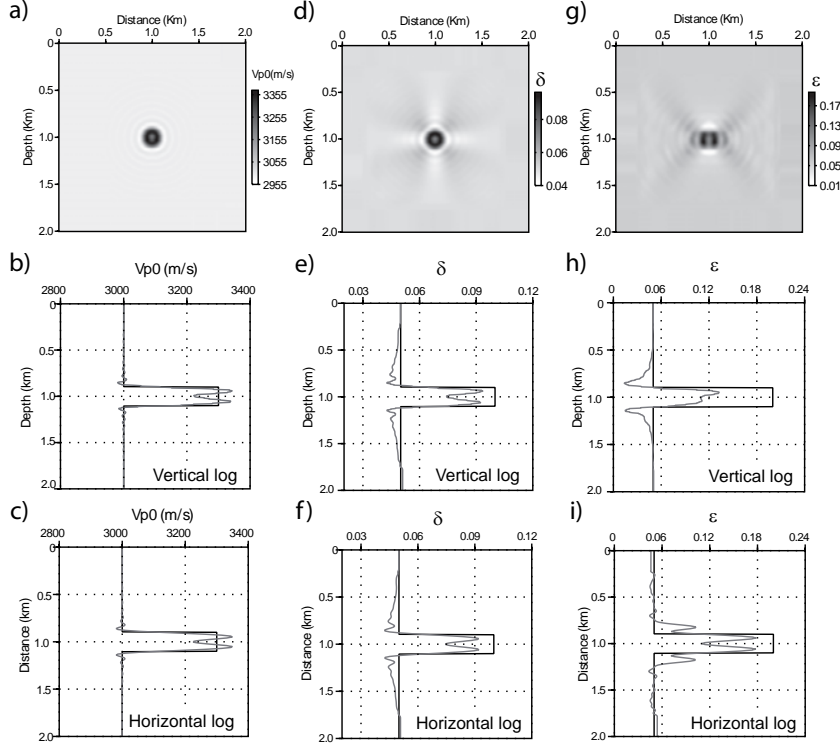 a)
Distance (Km)
0 0.5 1.0 1.5 2.0
Depth (Km)
0
0.5
1.0
1.5
2.0
Vp0(m/s)
3355
3255
3155
3055
2955
d)
Distance (Km)
0 0.5 1.0 1.5 2.0
Depth (Km)
0
0.5
1.0
1.5
2.0
δ
0.08
0.06
0.04
g)
Distance (Km)
0 0.5 1.0 1.5 2.0
Depth (Km)
0
0.5
1.0
1.5
2.0
ε
0.17
0.13
0.09
0.05
0.01
b)
Vp0 (m/s)
2800 3000 3200 3400
Depth (km)
0
0.5
1.0
1.5
2.0
Vertical log
e)
δ
0.03 0.06 0.09 0.12
Depth (km)
0
0.5
1.0
1.5
2.0
Vertical log
h)
ε
0 0.06 0.12 0.18 0.24
Depth (km)
0
0.5
1.0
1.5
2.0
Vertical log
c)
Vp0 (m/s)
2800 3000 3200 3400
Distance (km)
0
0.5
1.0
1.5
2.0
Horizontal log
f)
δ
0.03 0.06 0.09 0.12
Distance (km)
0
0.5
1.0
1.5
2.0
Horizontal log
i)
ε
0 0.06 0.12 0.18 0.24
Distance (km)
0
0.5
1.0
1.5
2.0
Horizontal log